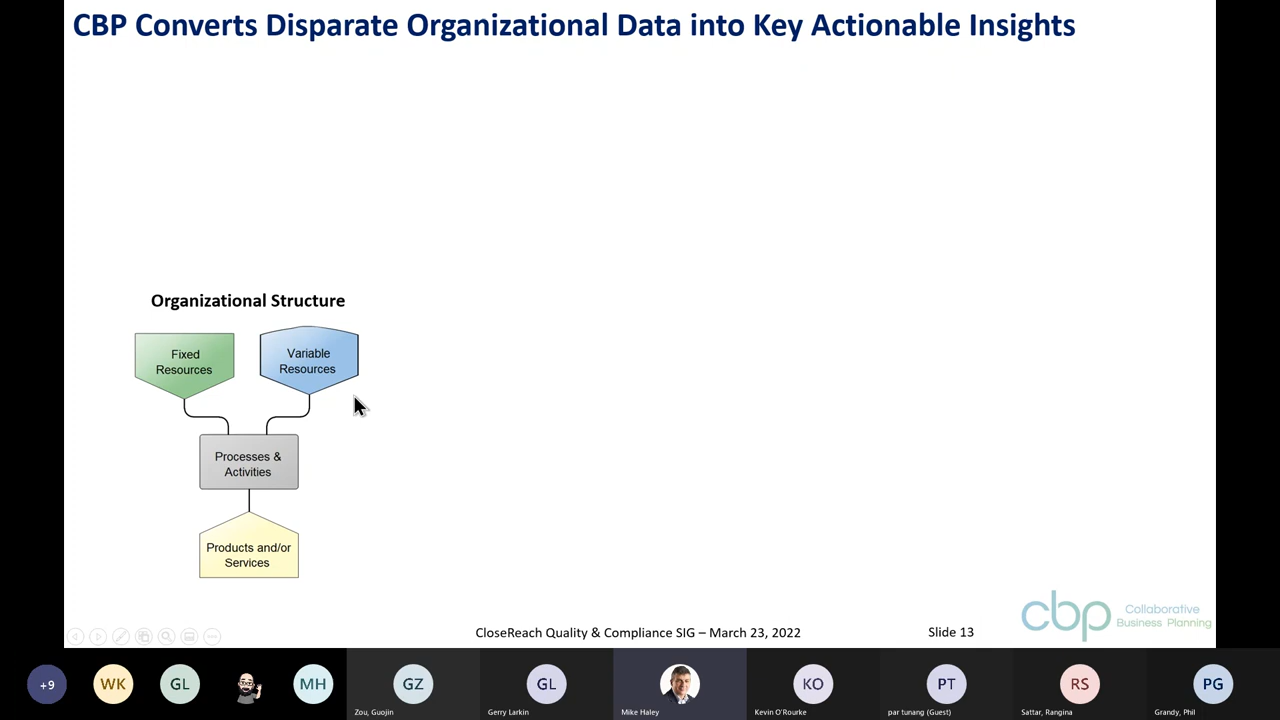 CBP Converts Disparate Organizational Data into Key Actionable Insights
Organizational Structure
Fixed
Resources
Variable
Resources
Processes &
Activities
Products and/or
Services
CloseReach Quality & Compliance SIG – March 23, 2022
Slide 13
cbp
Collaborative
Business Planning
+9
WK
GL
MH
GZ
Zou, Guojin
GL
Gerry Larkin
Mike Haley
KO
Kevin O'Rourke
PT
par tunang (Guest)
RS
Sattar, Rangina
PG
Grandy, Phil